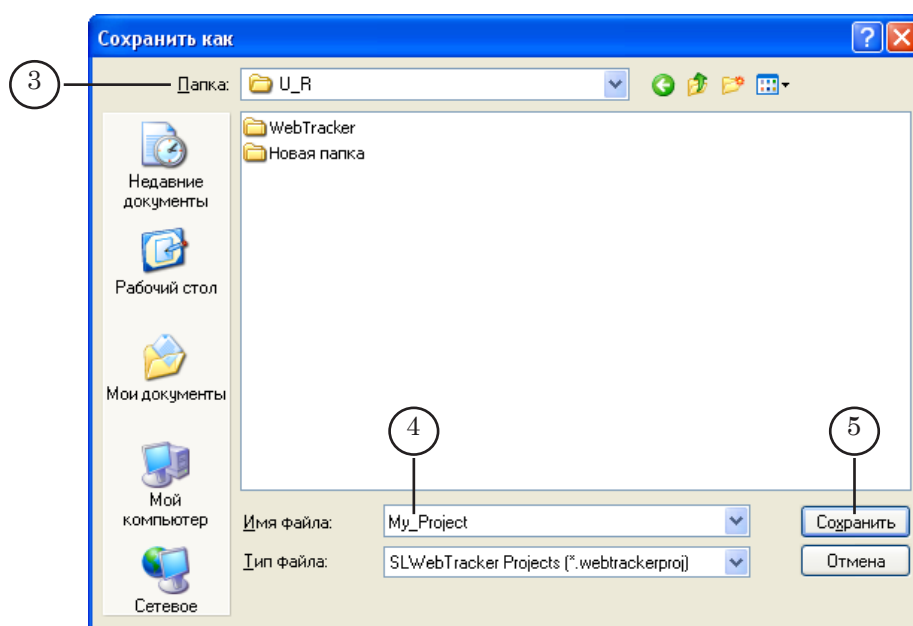 Сохранить как
3
Папка:
U_R
WebTracker
Новая папка
Недавние
документы
Рабочий стол
Мои документы
Мой
компьютер
Сетевое
4
5
Имя файла:
My_Project
Сохранить
Тип файла:
SLWebTracker Projects (*.webtrackerproj)
Отмена